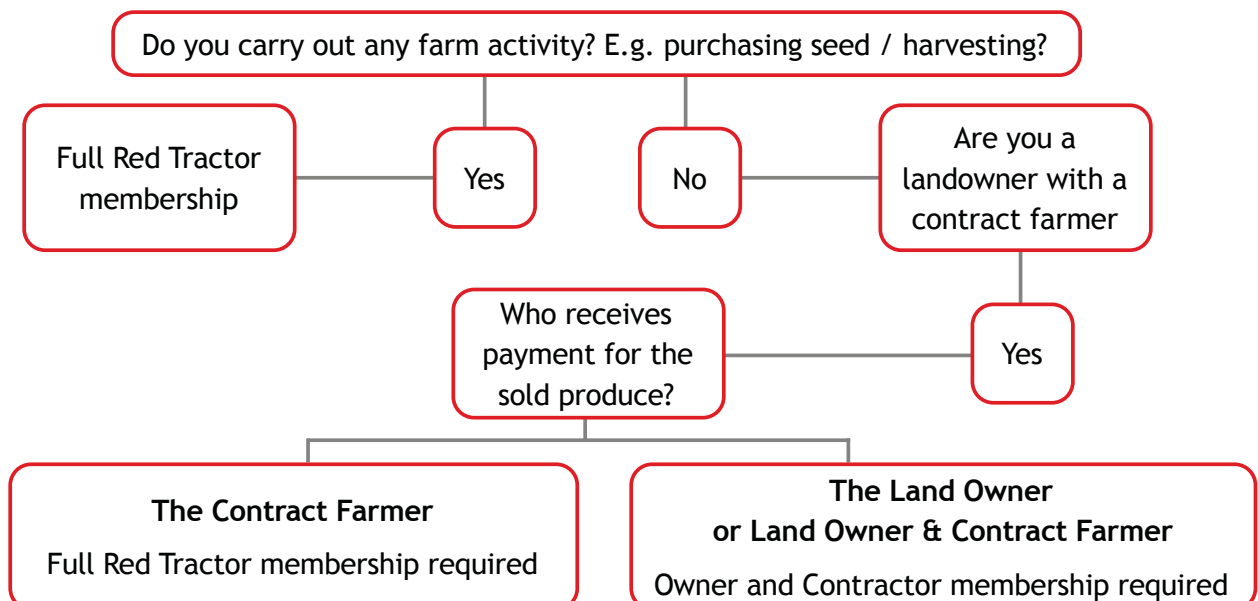 Do you carry out any farm activity? E.g. purchasing seed / harvesting?
Full Red Tractor
membership
Yes
No
Are you a
landowner with a
contract farmer
Who receives
payment for the
sold produce?
Yes
The Contract Farmer
Full Red Tractor membership required
The Land Owner
or Land Owner & Contract Farmer
Owner and Contractor membership required